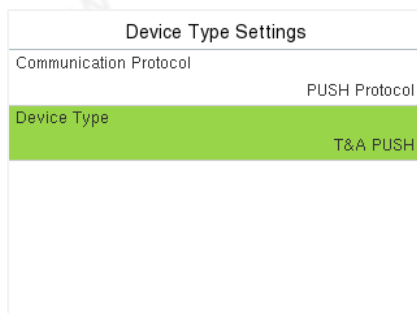 Device Type Settings
Communication Protocol
PUSH Protocol
Device Type
T&A PUSH